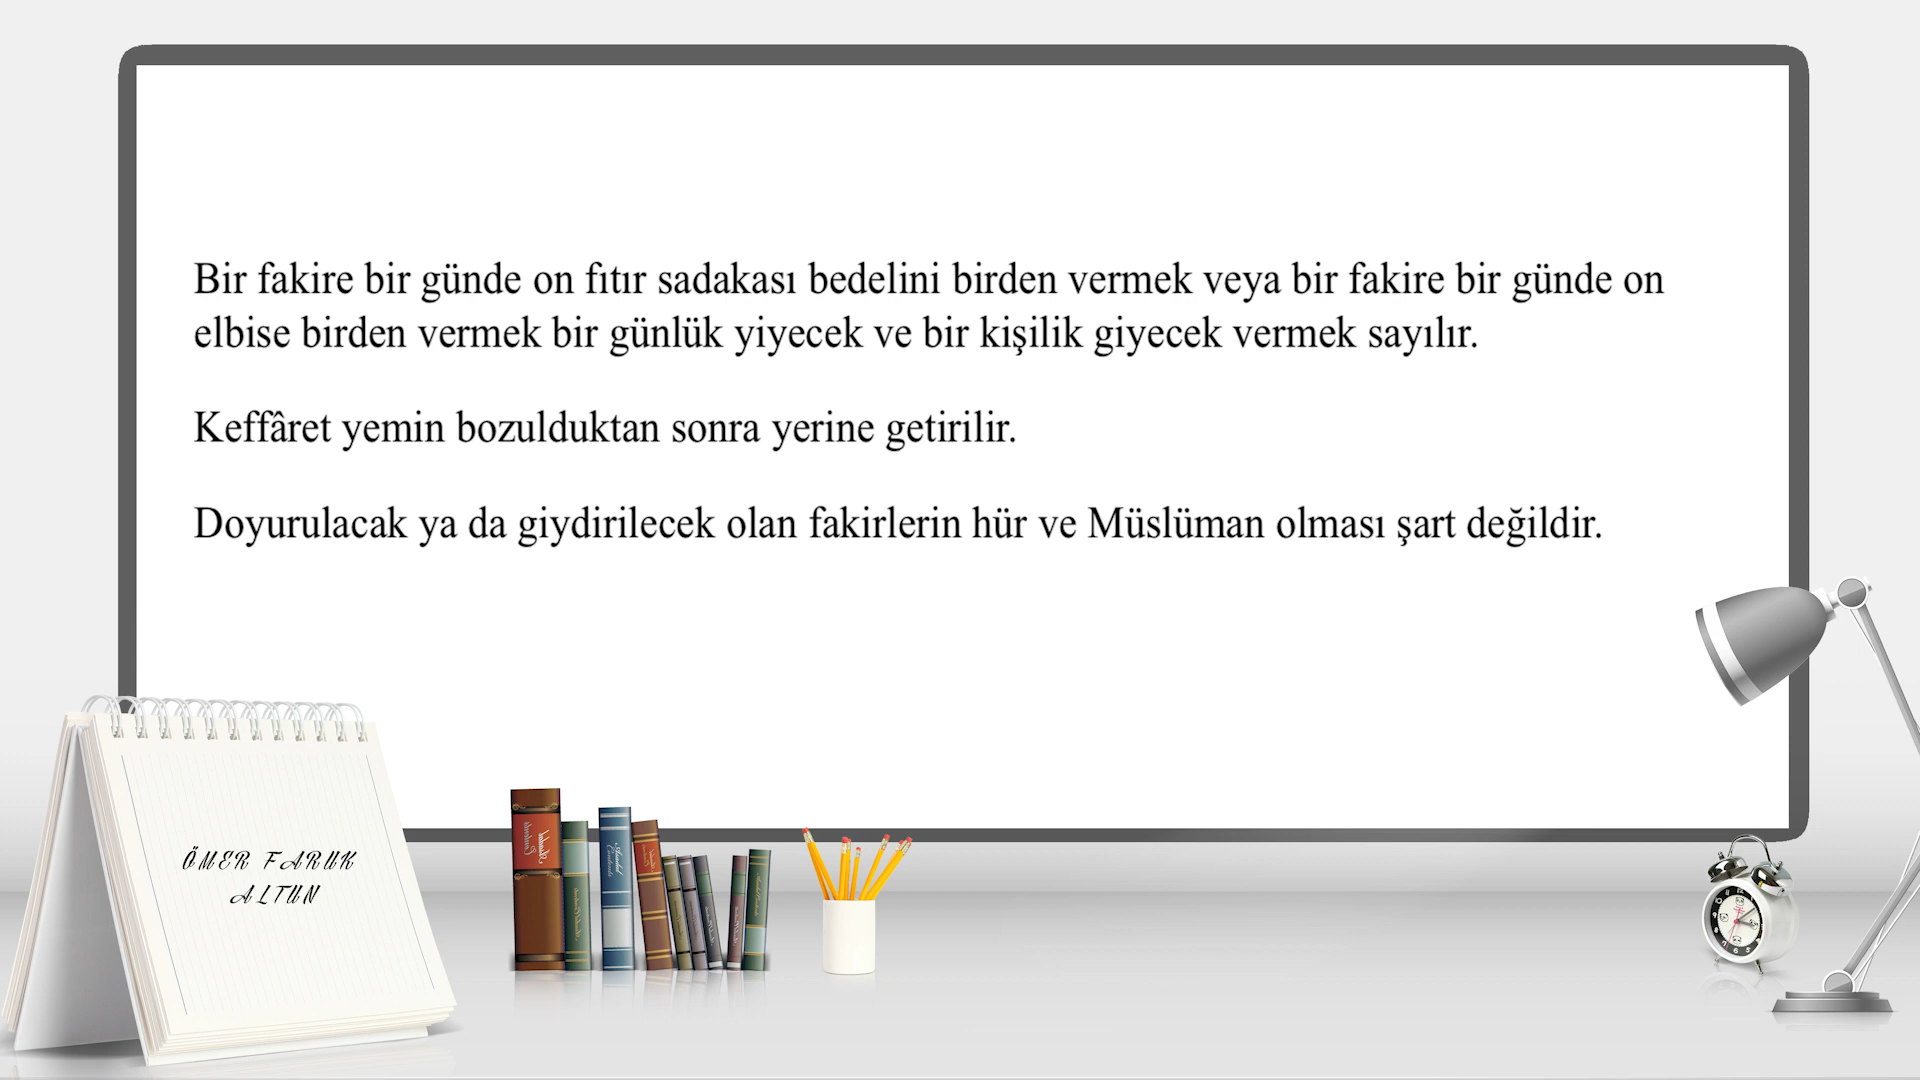 Bir fakire bir günde on fıtır sadakası bedelini birden vermek veya bir fakire bir günde on
elbise birden vermek bir günlük yiyecek ve bir kişilik giyecek vermek sayılır.
Keffâret yemin bozulduktan sonra yerine getirilir.
Doyurulacak ya da giydirilecek olan fakirlerin hür ve Müslüman olması şart değildir.
ÖMER FARUK
ALTUN